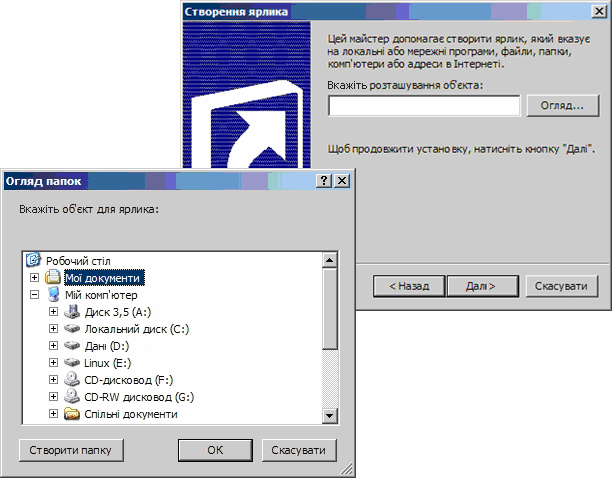 Створення ярлика
Цей майстер допомагає створити ярлик, який вказує
на локальні або мережні програми, файли, папки,
комп'ютери або адреси в Інтернеті.
Вкажіть розташування об'єкта:
Огляд...
Щоб продовжити установку, натисніть кнопку "Далі".
< Назад
Далі >
Скасувати
Огляд папок
Вкажіть об'єкт для ярлика:
Робочий стіл
Мої документи
Мій комп'ютер
Диск 3,5 (A:)
Локальний диск (C:)
Дані (D:)
Linux (E:)
CD-дисковод (F:)
CD-RW дисковод (G:)
Спільні документи
Створити папку
OK
Скасувати